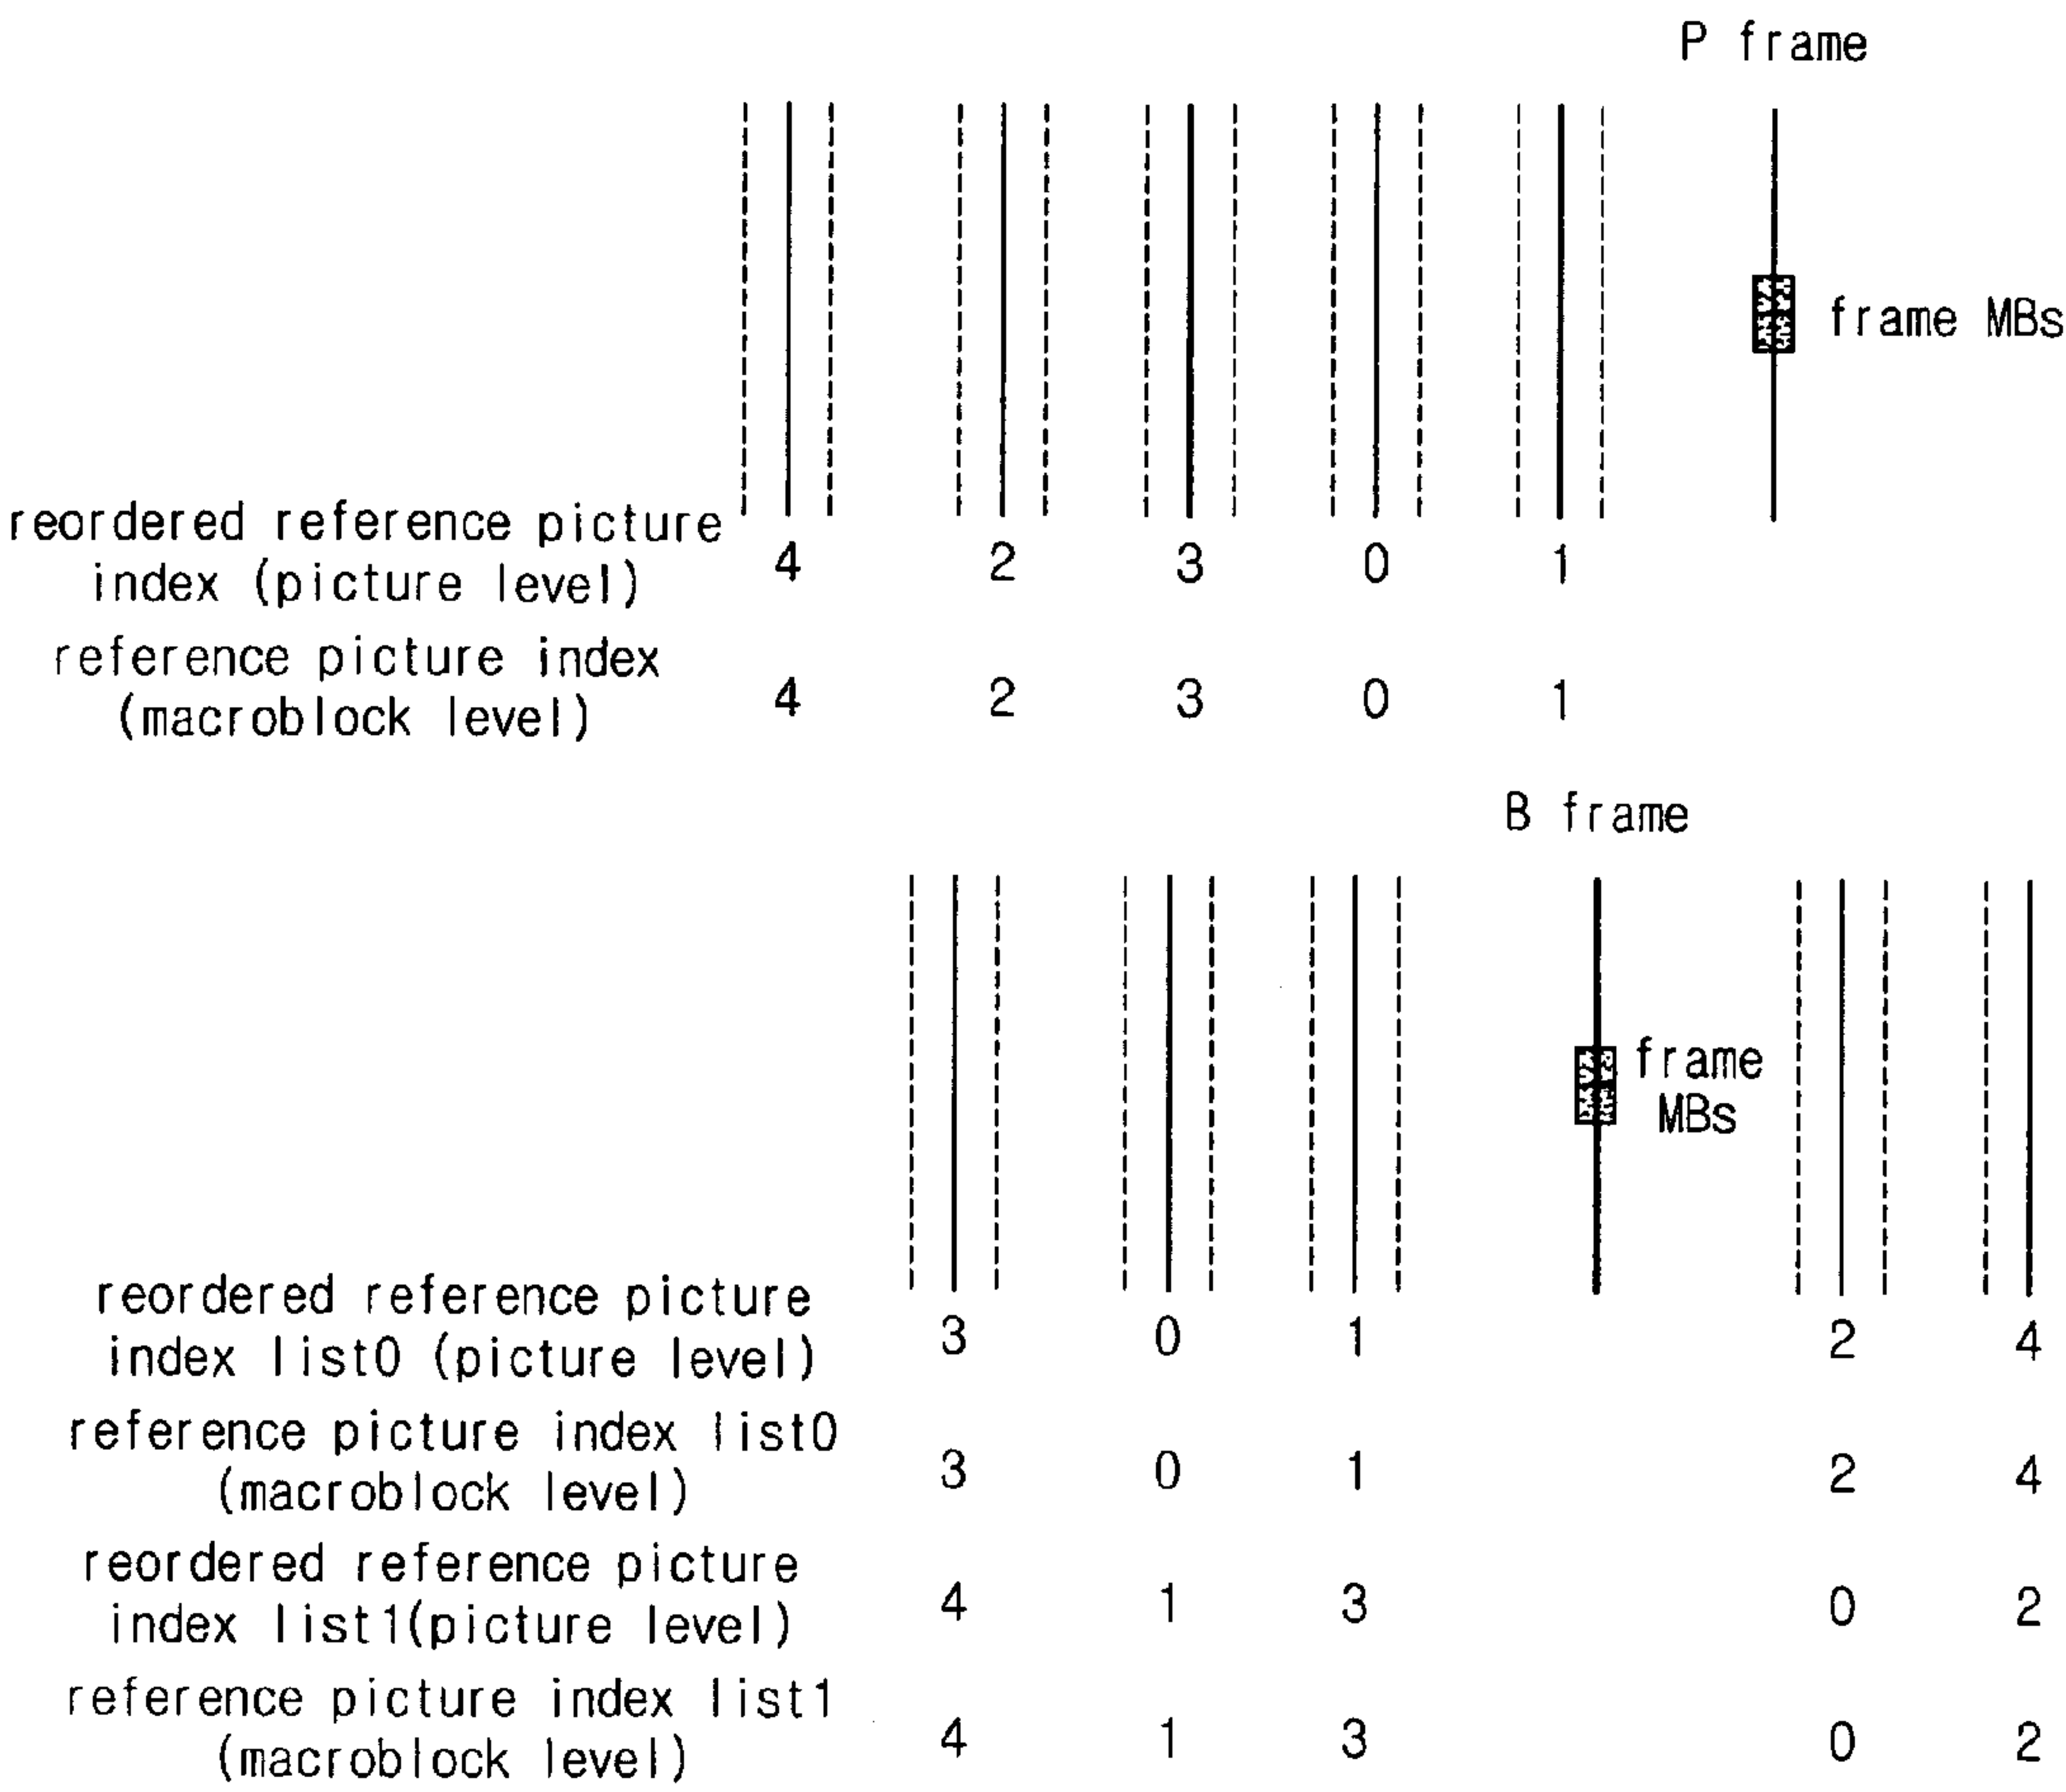 P frame
frame MBs
reordered reference picture
index (picture level) 4 2 3 0 1
reference picture index
(macroblock level) 4 2 3 0 1
B frame
frame
MBs
reordered reference picture
index list0 (picture level) 3 0 1 2 4
reference picture index list0
(macroblock level) 3 0 1 2 4
reordered reference picture
index list1(picture level) 4 1 3 0 2
reference picture index list1
(macroblock level) 4 1 3 0 2